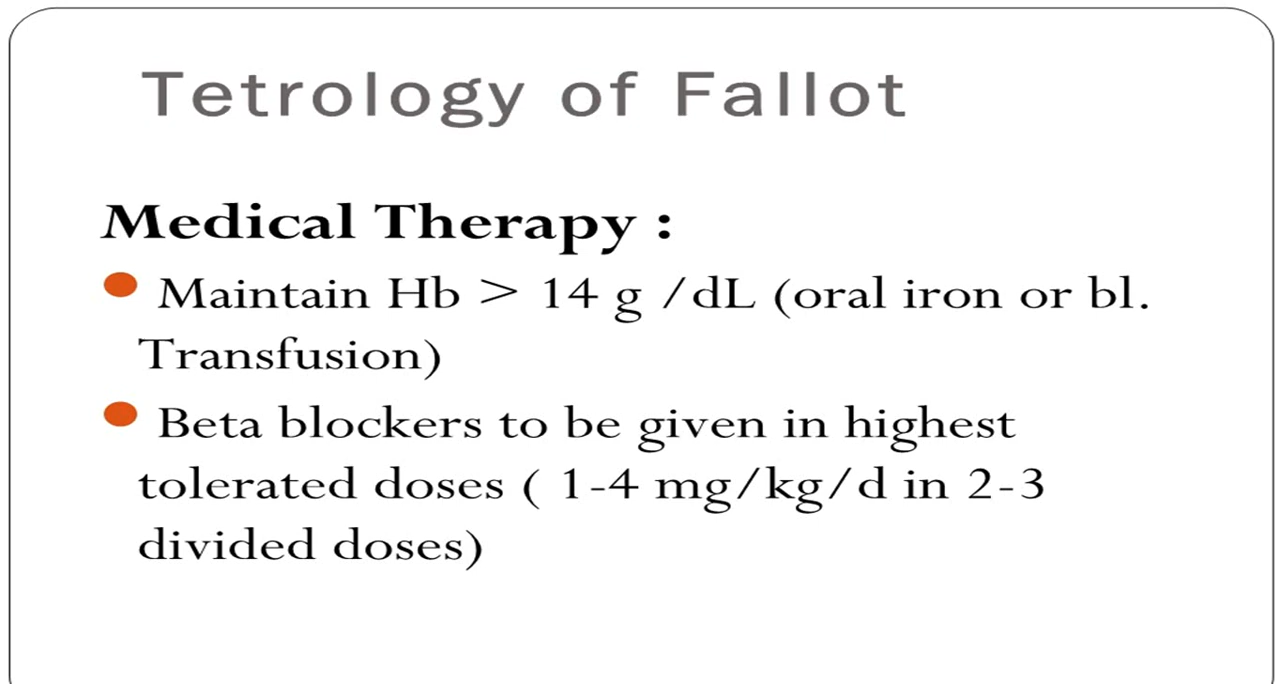 Tetrology of Fallot
Medical Therapy :
Maintain Hb > 14 g /dL (oral iron or bl.
Transfusion)
Beta blockers to be given in highest
tolerated doses ( 1-4 mg/kg/d in 2-3
divided doses)